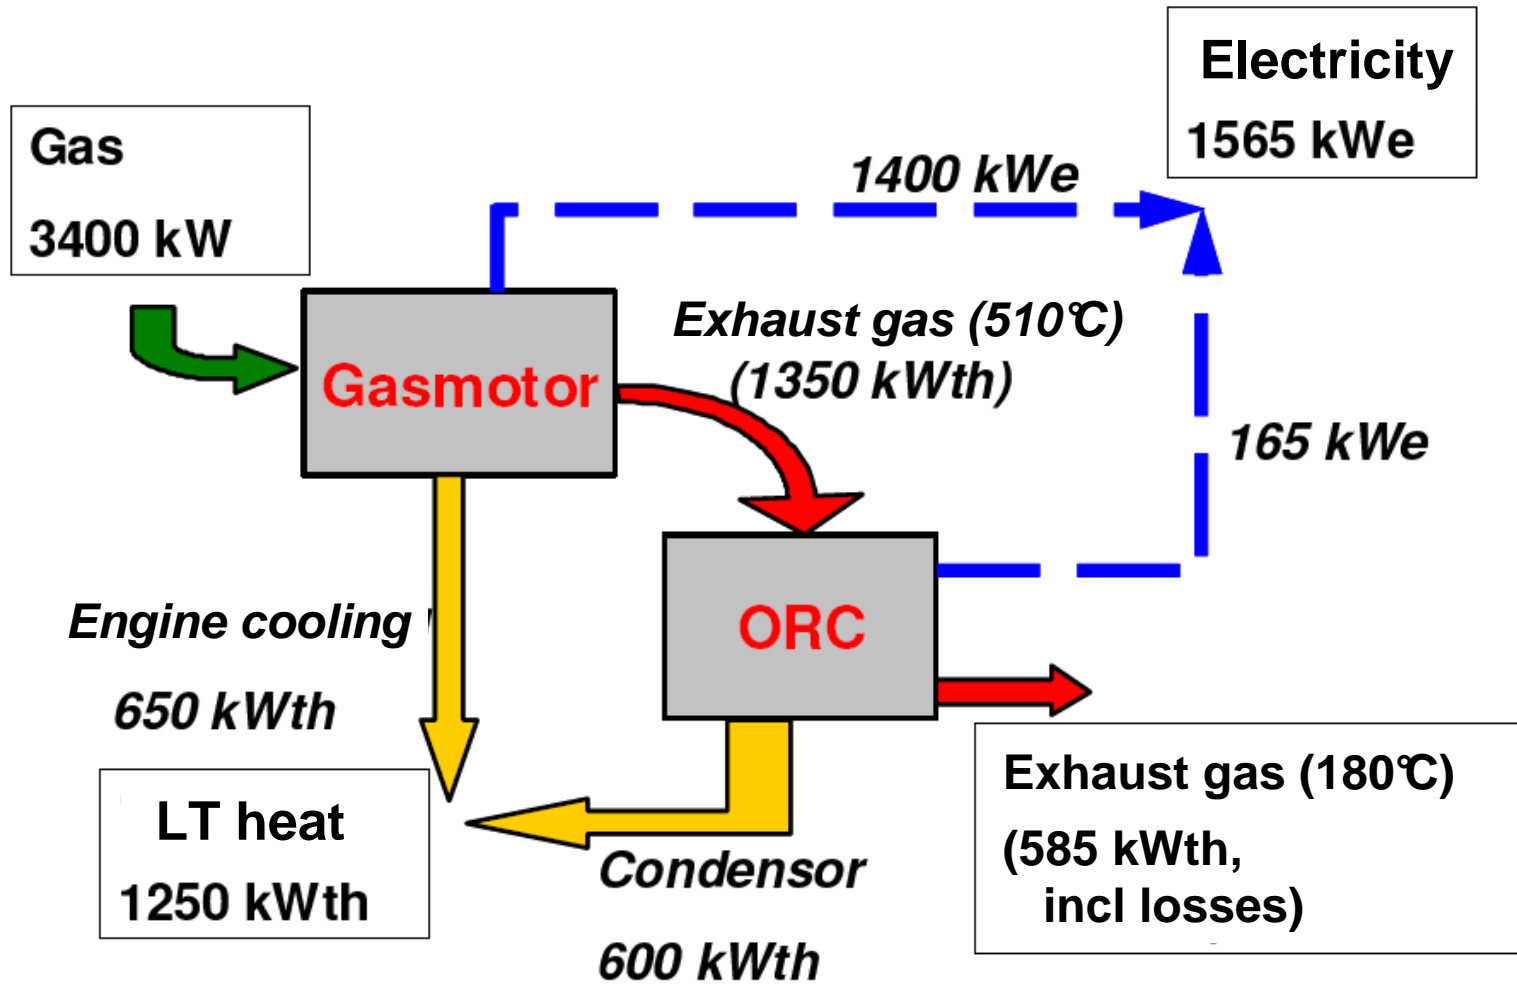 Electricity
1565 kWe
Gas
3400 kW
1400 kWe
Exhaust gas (510°C)
(1350 kWth)
Gasmotor
165 kWe
Engine cooling
650 kWth
ORC
LT heat
1250 kWth
Condensor
600 kWth
Exhaust gas (180°C)
(585 kWth,
incl losses)